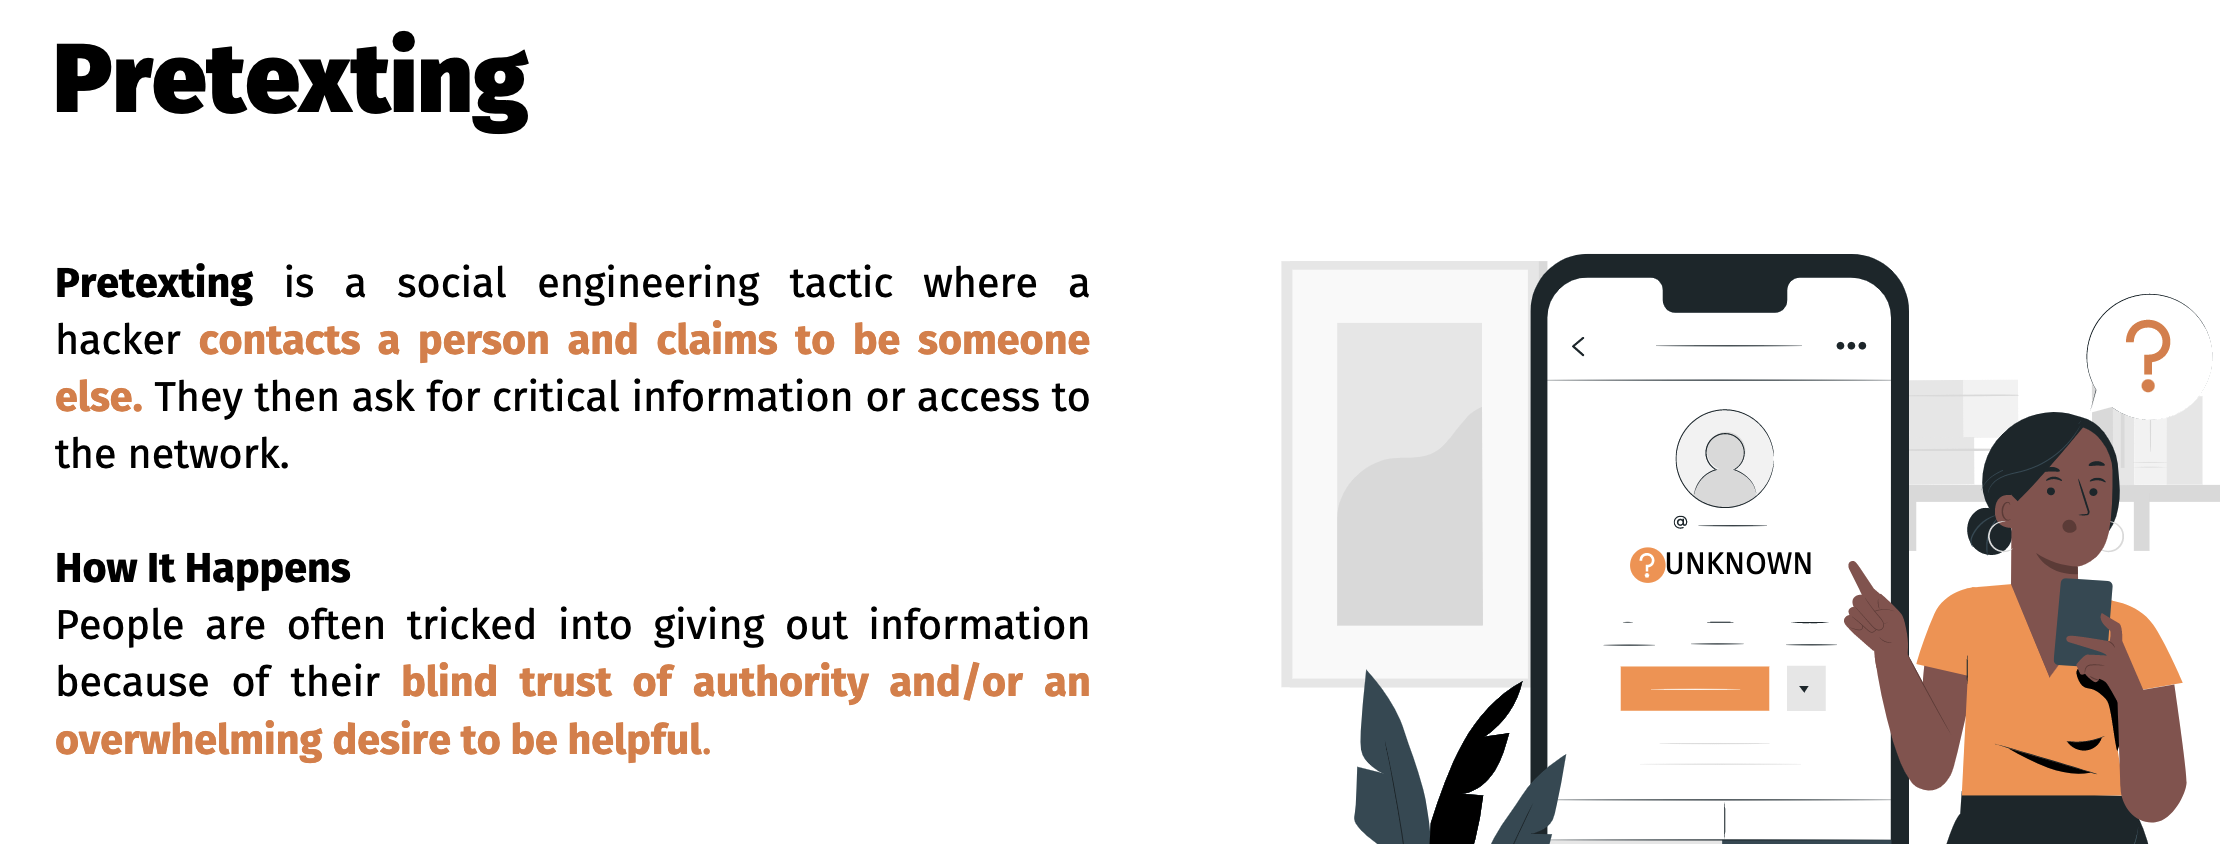 Pretexting
Pretexting is a social engineering tactic where a
hacker contacts a person and claims to be someone
else. They then ask for critical information or access to
the network.
How It Happens
People are often tricked into giving out information
because of their blind trust of authority and/or an
overwhelming desire to be helpful.
?
@
?UNKNOWN